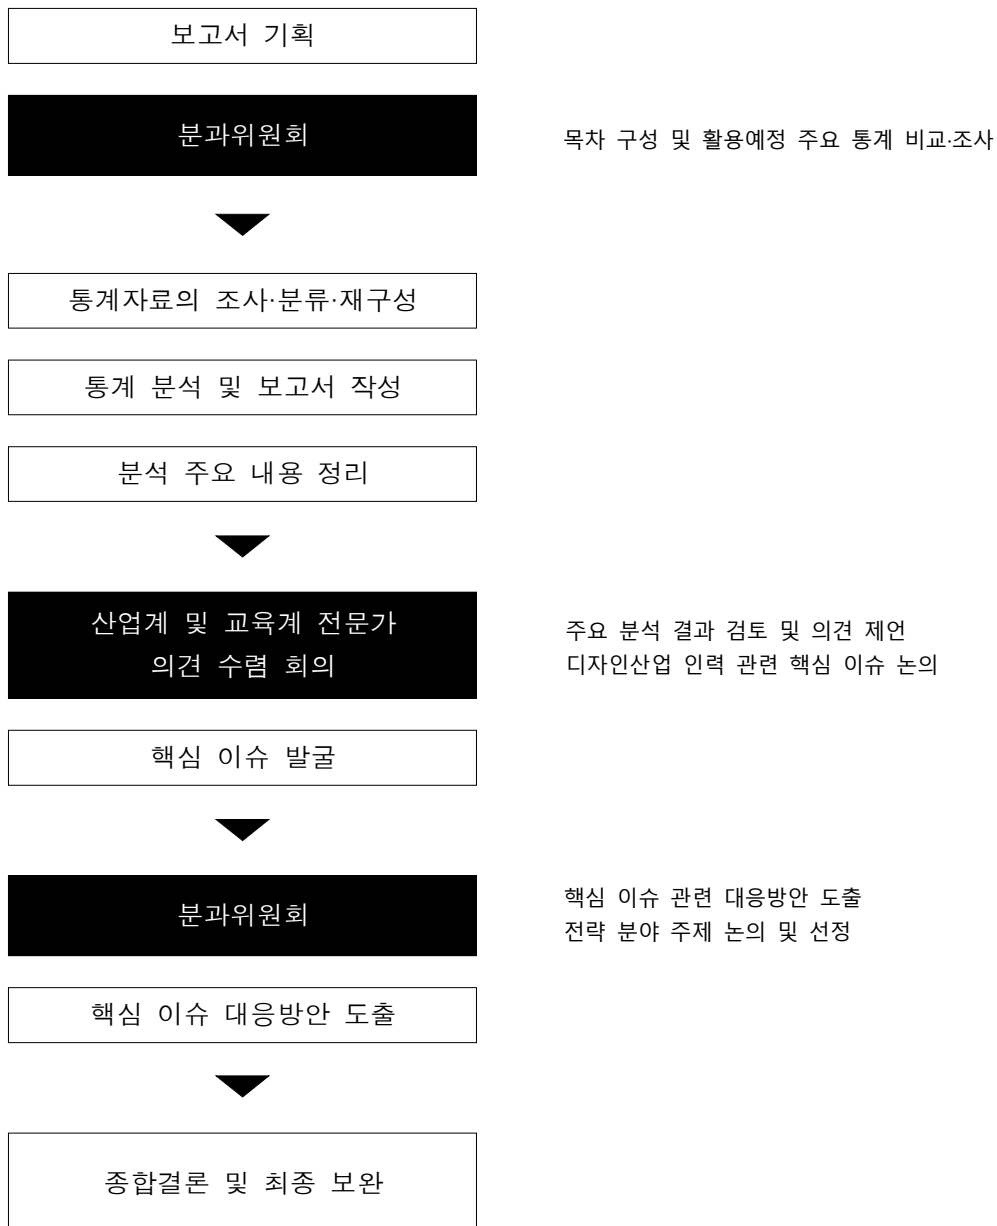 보고서 기획
분과위원회
목차 구성 및 활용예정 주요 통계 비교·조사
통계자료의 조사·분류·재구성
통계 분석 및 보고서 작성
분석 주요 내용 정리
산업계 및 교육계 전문가
의견 수렴 회의
주요 분석 결과 검토 및 의견 제언
디자인산업 인력 관련 핵심 이슈 논의
핵심 이슈 발굴
분과위원회
핵심 이슈 관련 대응방안 도출
전략 분야 주제 논의 및 선정
핵심 이슈 대응방안 도출
종합결론 및 최종 보완